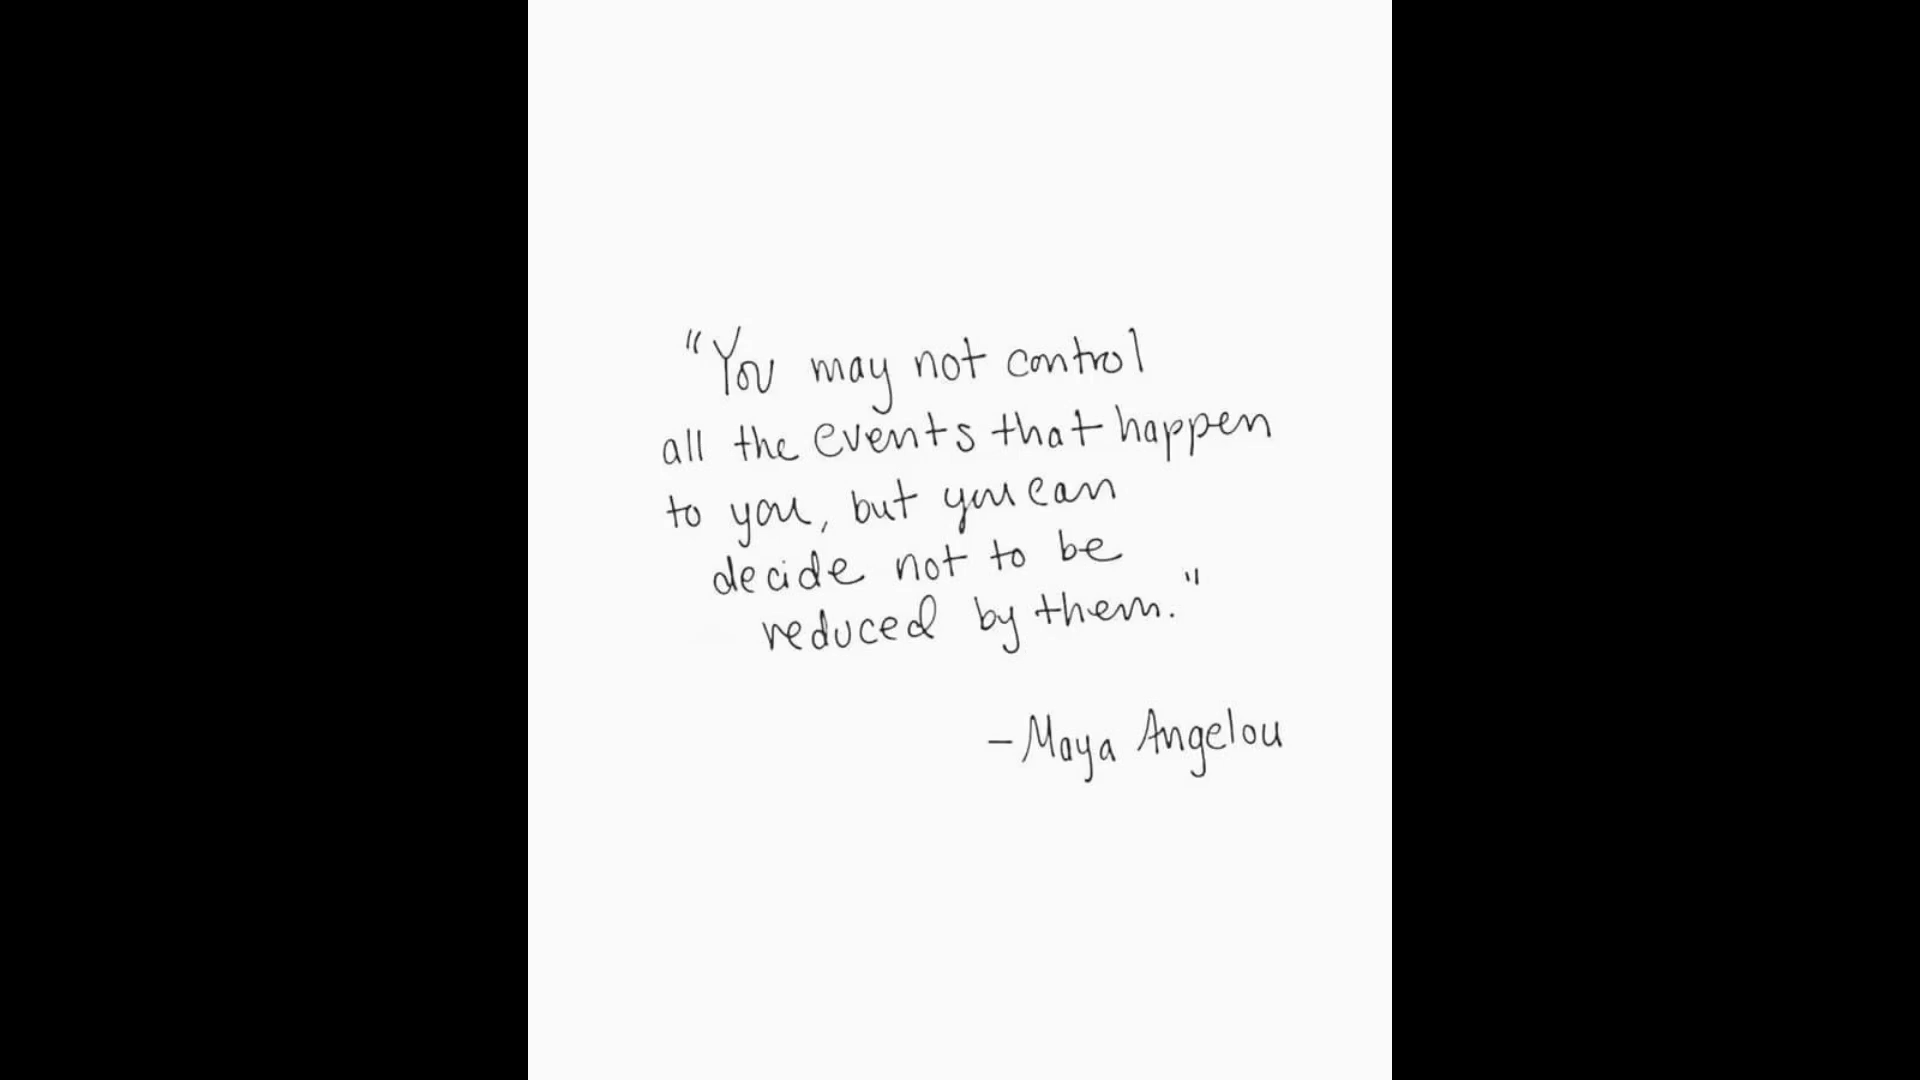 "You may not control
all the events that happen
to you, but you can
decide not to be
reduced by them."
- Maya Angelou